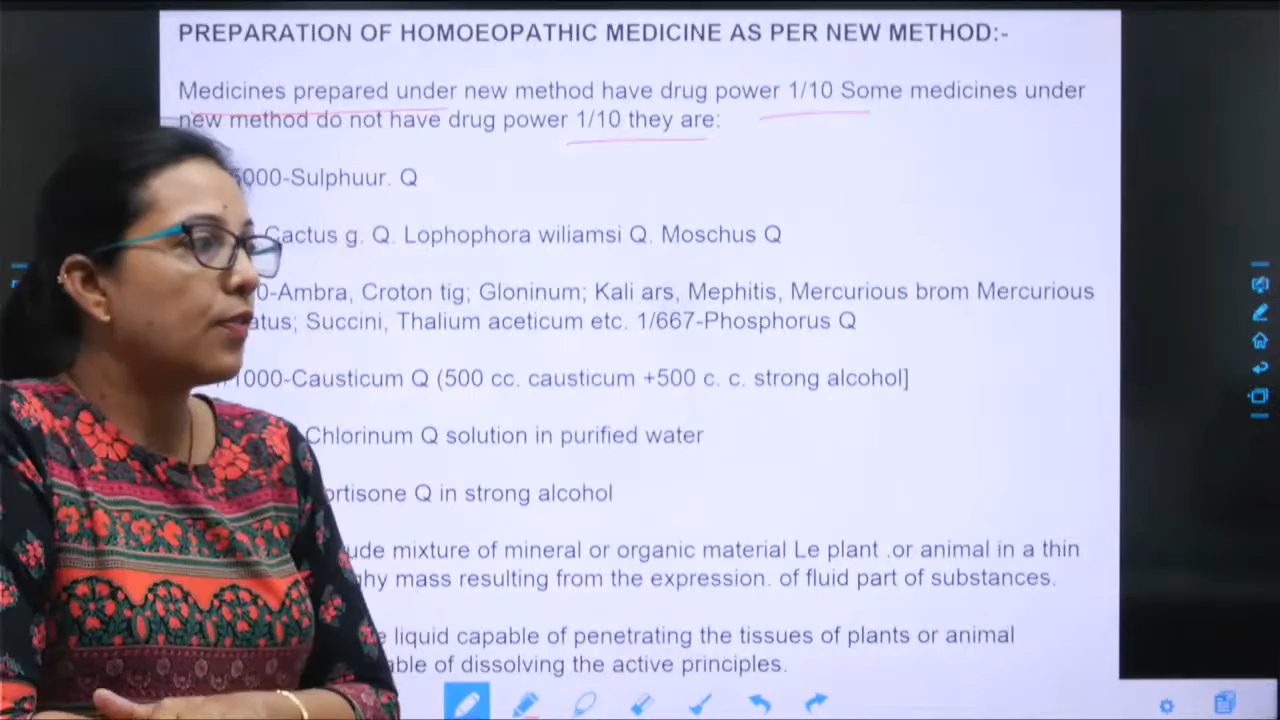 PREPARATION OF HOMOEOPATHIC MEDICINE AS PER NEW METHOD:-
Medicines prepared under new method have drug power 1/10 Some medicines under
new method do not have drug power 1/10 they are:
5000-Sulphuur. Q
Cactus g. Q. Lophophora wiliamsi Q. Moschus Q
0-Ambra, Croton tig; Gloninum; Kali ars, Mephitis, Mercurious brom Mercurious
atus; Succini, Thalium aceticum etc. 1/667-Phosphorus Q
1000-Causticum Q (500 cc. causticum +500 c. c. strong alcohol]
Chlorinum Q solution in purified water
ortisone Q in strong alcohol
ude mixture of mineral or organic material Le plant .or animal in a thin
ghy mass resulting from the expression. of fluid part of substances.
liquid capable of penetrating the tissues of plants or animal
able of dissolving the active principles.